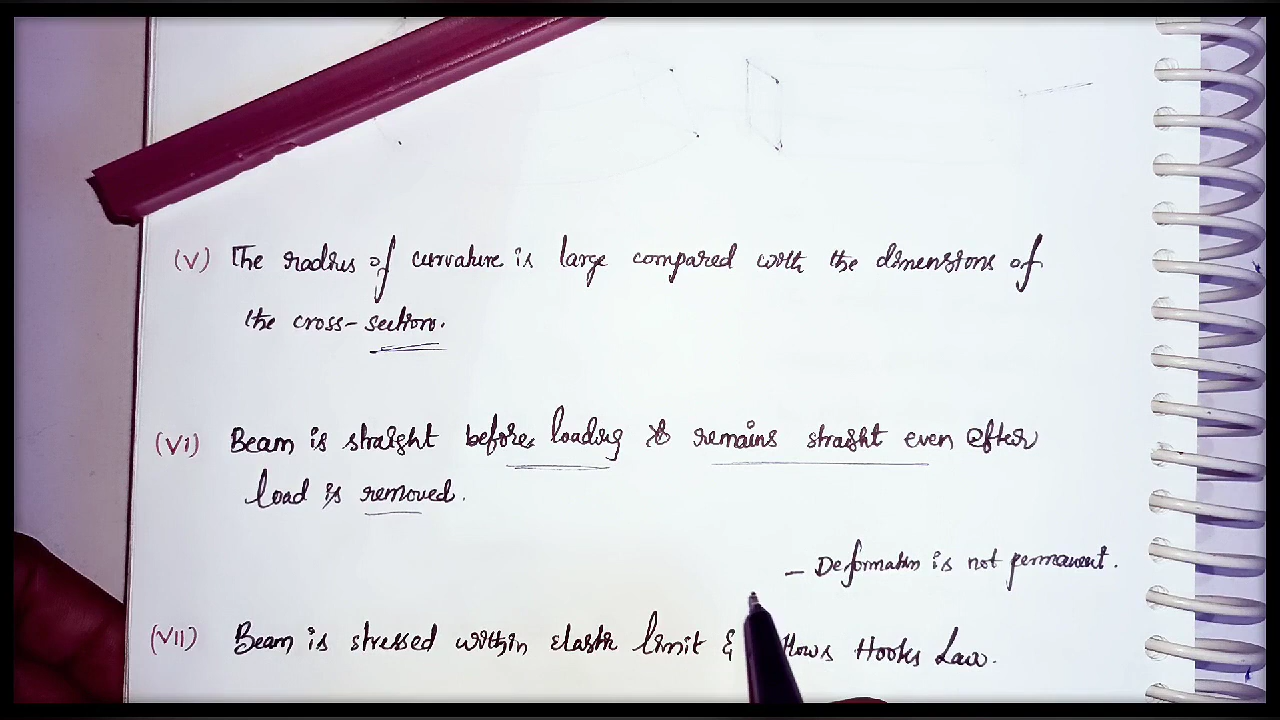 (V) The radius of curvature is large compared with the dimensions of
the cross-section.
(VI) Beam is straight before loading & remains straight even after
load is removed.
- Deformation is not permanent.
(VII) Beam is stressed within elastic limit & Hooks Law.